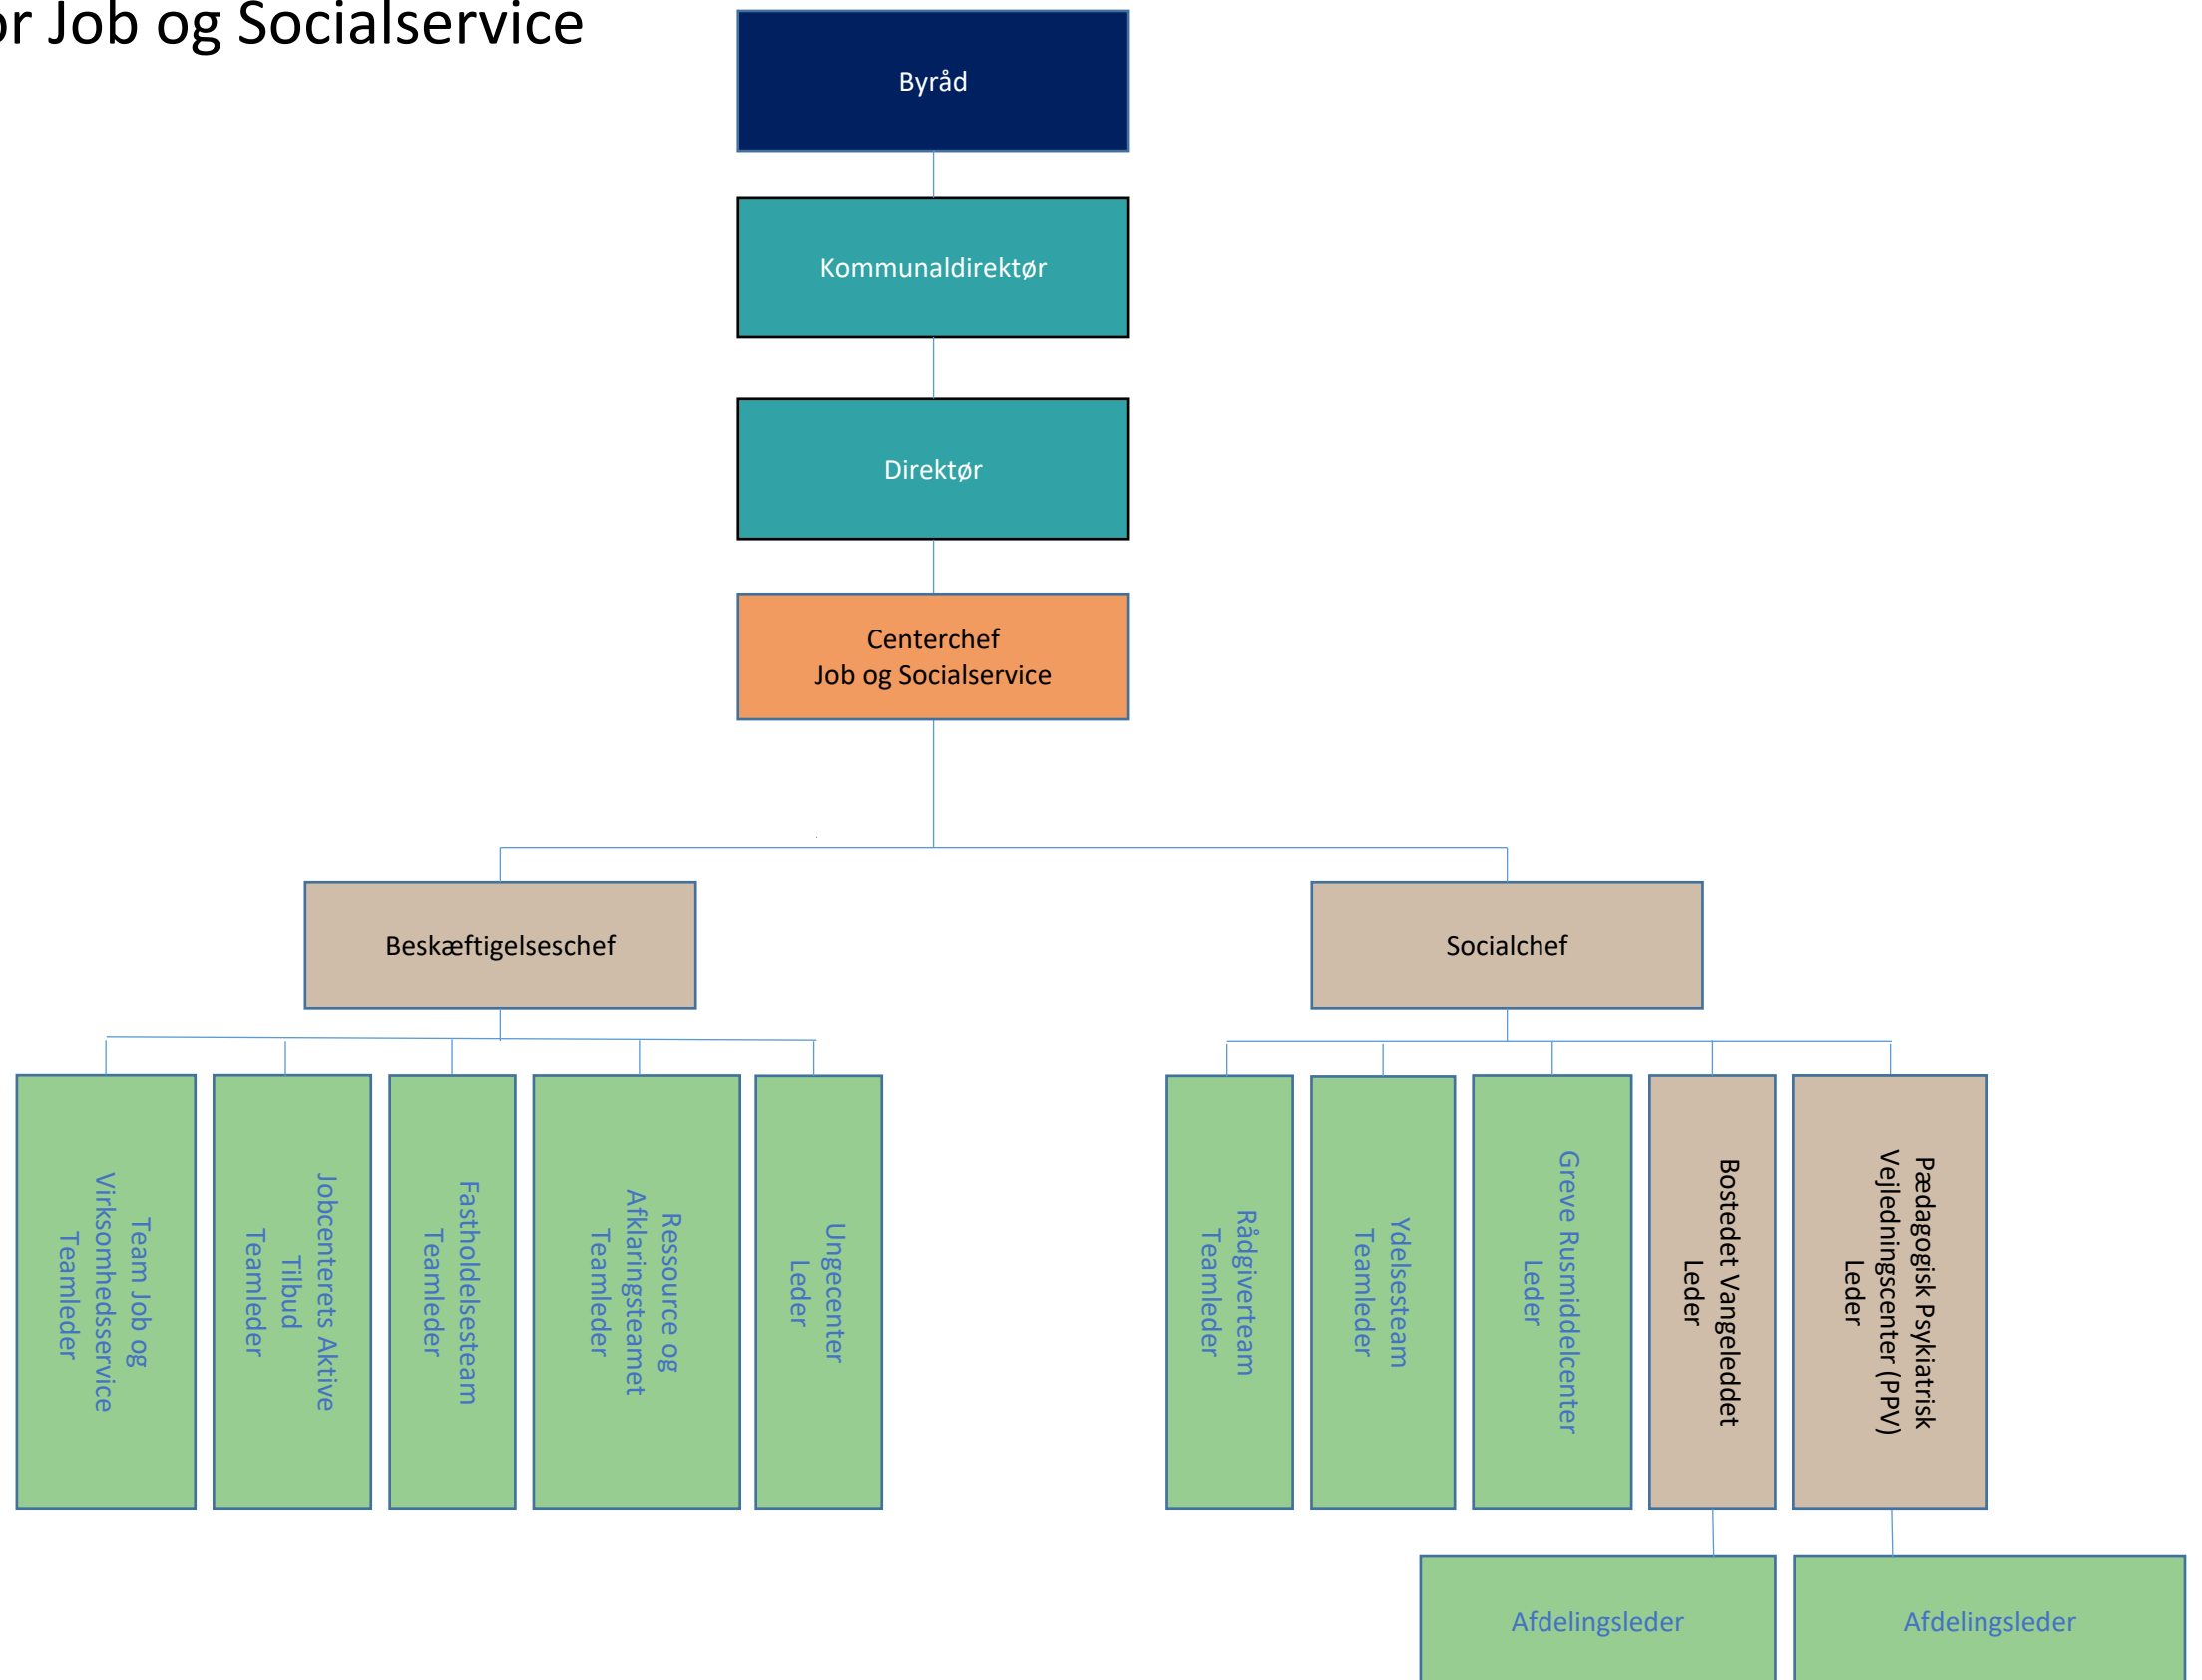 or Job og Socialservice
Byråd
Kommunaldirektør
Direktør
Centerchef
Job og Socialservice
Beskæftigelseschef
Socialchef
Team Job og
Virksomhedsservice
Teamleder
Jobcenterets Aktive
Tilbud
Teamleder
Fastholdelsesteam
Teamleder
Ressource og
Afklaringsteamet
Teamleder
Ungecenter
Leder
Rådgiverteam
Teamleder
Ydelsesteam
Teamleder
Greve Rusmiddelcenter
Leder
Bostedet Vangeleddet
Leder
Pædagogisk Psykiatrisk
Vejledningscenter (PPV)
Leder
Afdelingsleder
Afdelingsleder